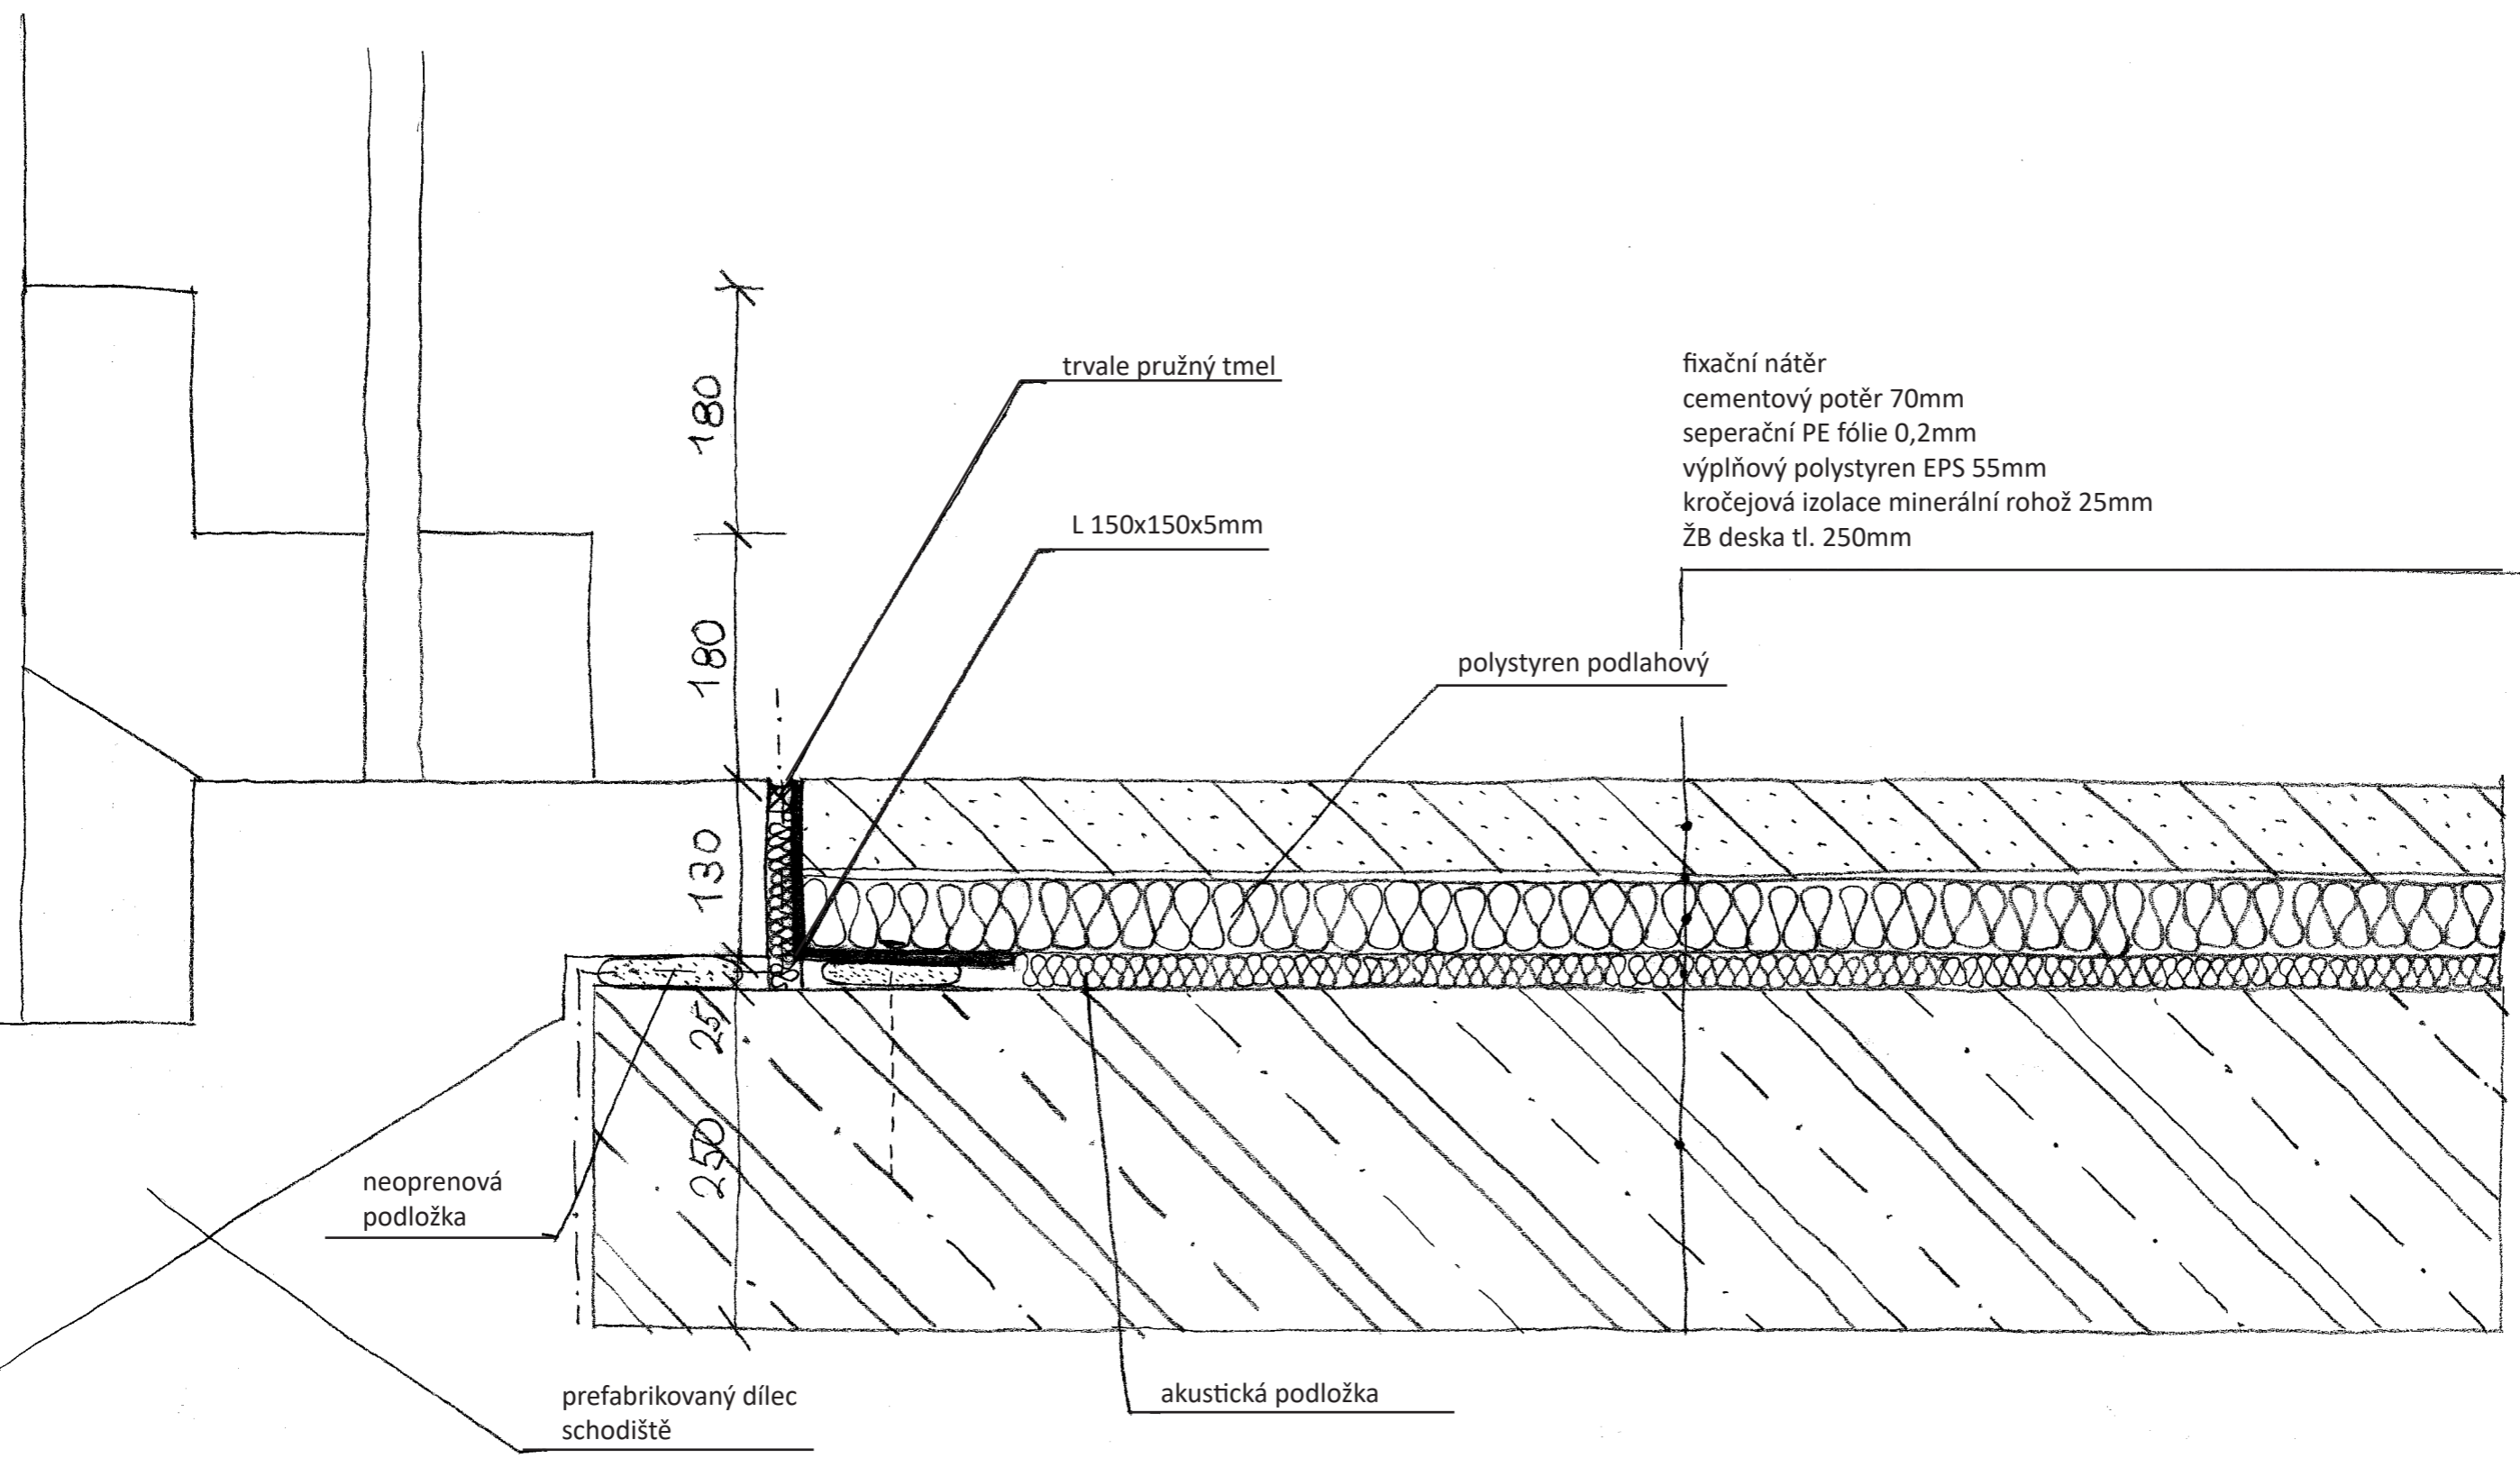 trvale pružný tmel
L 150x150x5mm
fixační nátěr
cementový potěr 70mm
seperační PE fólie 0,2mm
výplňový polystyren EPS 55mm
kročejová izolace minerální rohož 25mm
ŽB deska tl. 250mm
polystyren podlahový
180
180
130
25
250
neoprenová
podložka
prefabrikovaný dílec
schodiště
akustická podložka